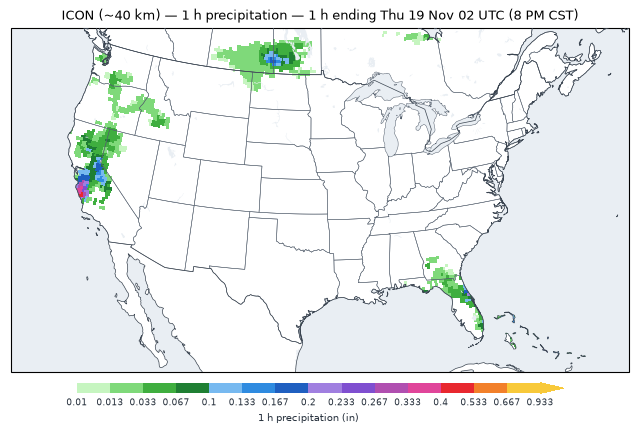 ICON (~40 km) — 1 h precipitation — 1 h ending Thu 19 Nov 02 UTC (8 PM CST)
0.01 0.013 0.033 0.067 0.1 0.133 0.167 0.2 0.233 0.267 0.333 0.4 0.533 0.667 0.933
1 h precipitation (in)